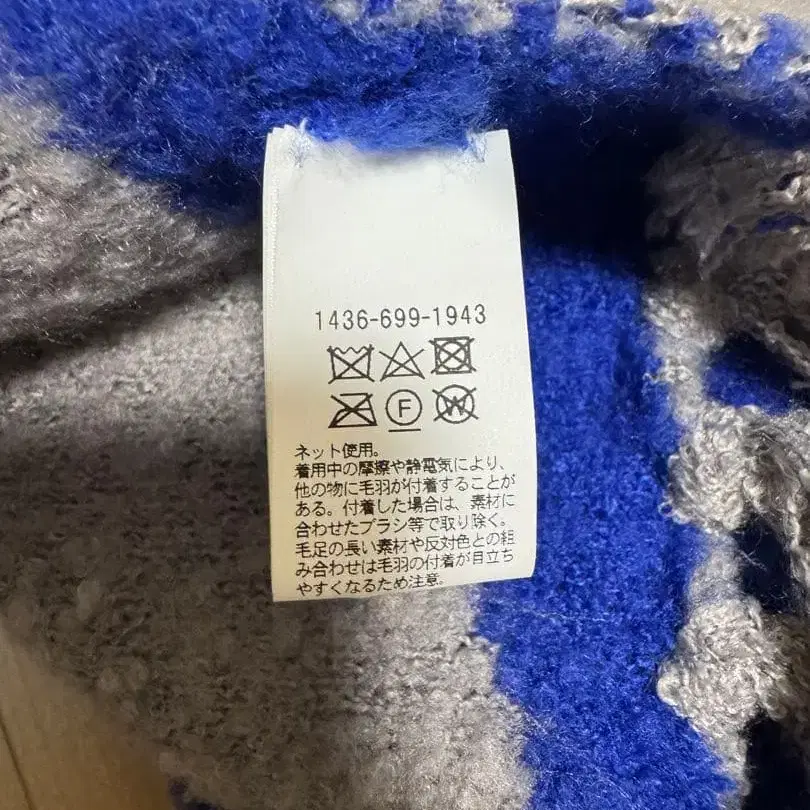 1436-699-1943
F
W
ネット使用。
着用中の摩擦や静電気により、
他の物に毛羽が付着することが
ある。付着した場合は、素材に
合わせたブラシ等で取り除く。
毛足の長い素材や反対色との組
み合わせは毛羽の付着が目立ち
やすくなるため注意。